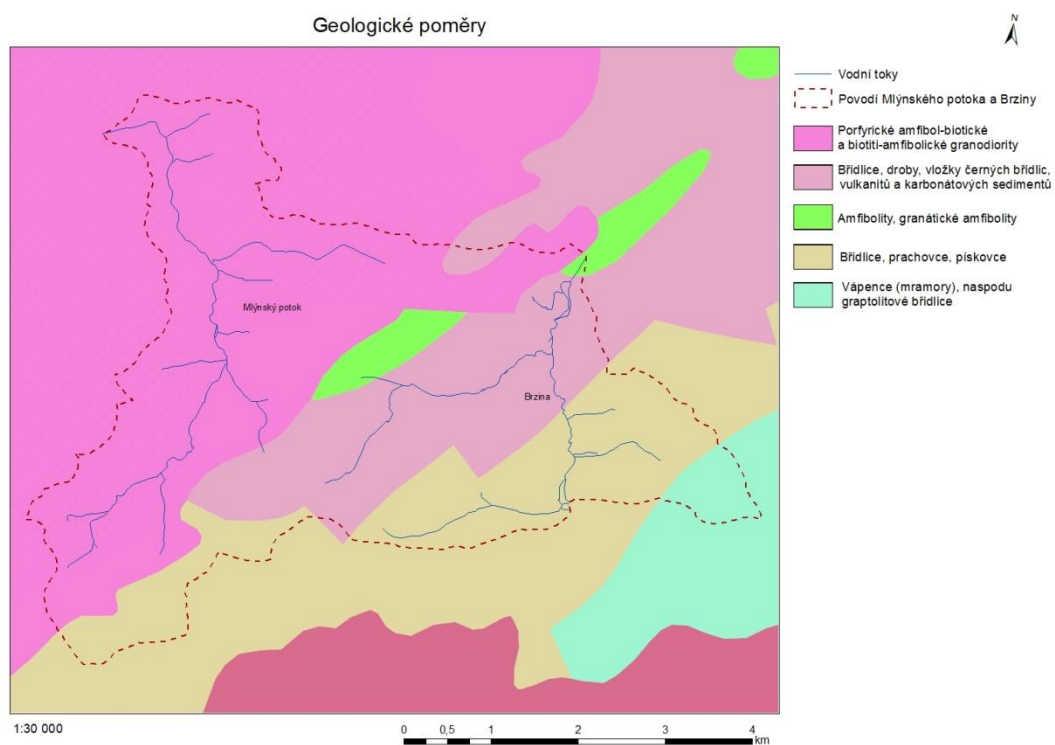 Geologické poměry
N
Vodní toky
Povodí Mlýnského potoka a Brziny
Porfyrické amfibol-biotické
a biotiti-amfibolické granodiority
Břidlice, droby, vložky černých břidlic,
vulkanitů a karbonátových sedimentů
Amfibolity, granátické amfibolity
Břidlice, prachovce, pískovce
Vápence (mramory), naspodu
graptolitové břidlice
Mlýnský potok
Brzina
1:30 000
0 0,5 1 2 3 4
km